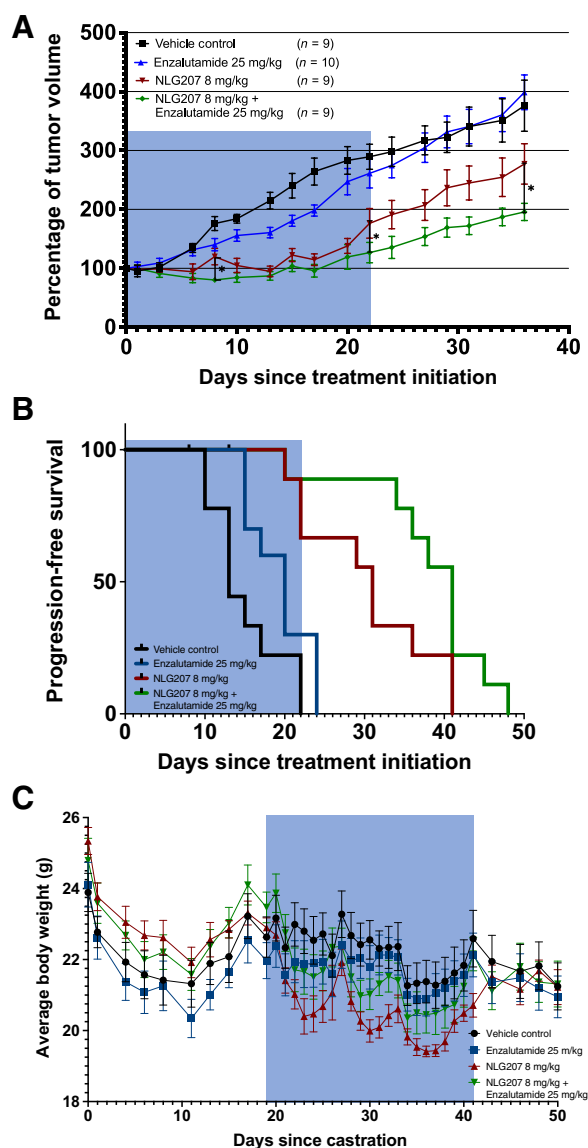 A
Vehicle control (n = 9)
Enzalutamide 25 mg/kg (n = 10)
NLG207 8 mg/kg (n = 9)
NLG207 8 mg/kg +
Enzalutamide 25 mg/kg (n = 9)
Percentage of tumor volume
500
400
300
200
100
0
* * *
0 10 20 30 40
Days since treatment initiation
B
Progression-free survival
100
50
0
Vehicle control
Enzalutamide 25 mg/kg
NLG207 8 mg/kg
NLG207 8 mg/kg +
Enzalutamide 25 mg/kg
0 10 20 30 40 50
Days since treatment initiation
C
Average body weight (g)
26
24
22
20
18
Vehicle control
Enzalutamide 25 m/kg
NLG207 8 mg/kg
NLG207 8 mg/kg +
Enzalutamide 25 mg/kg
0 10 20 30 40 50
Days since castration